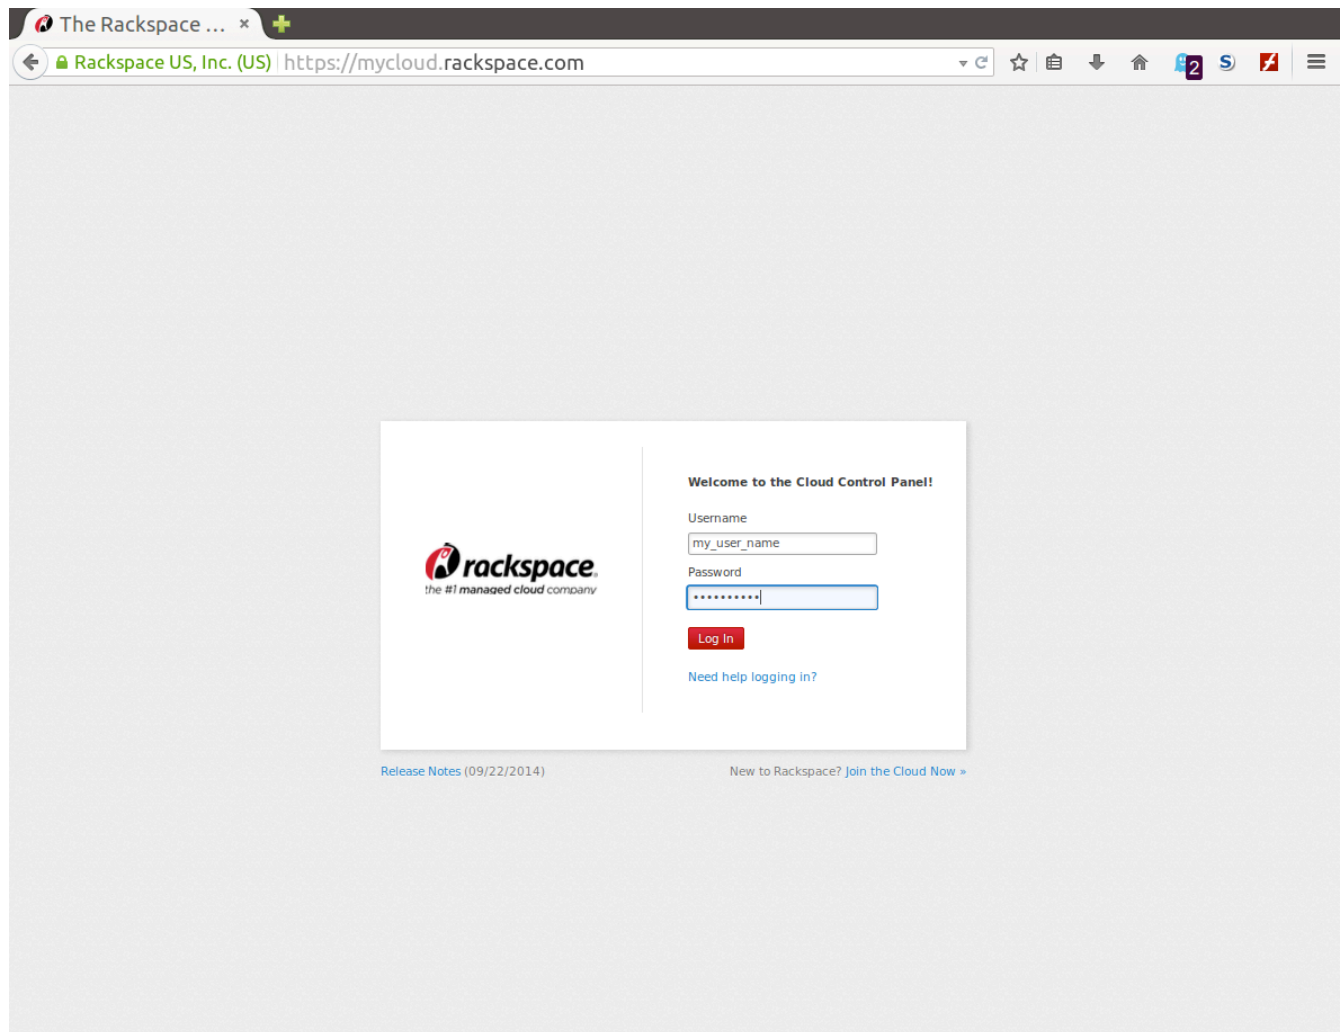 The Rackspace ... ×
Rackspace US, Inc. (US) https://mycloud.rackspace.com
2
S
Welcome to the Cloud Control Panel!
Username
my_user_name
rackspace®
the #1 managed cloud company
Password
••••••••••
Log In
Need help logging in?
Release Notes (09/22/2014)
New to Rackspace? Join the Cloud Now »